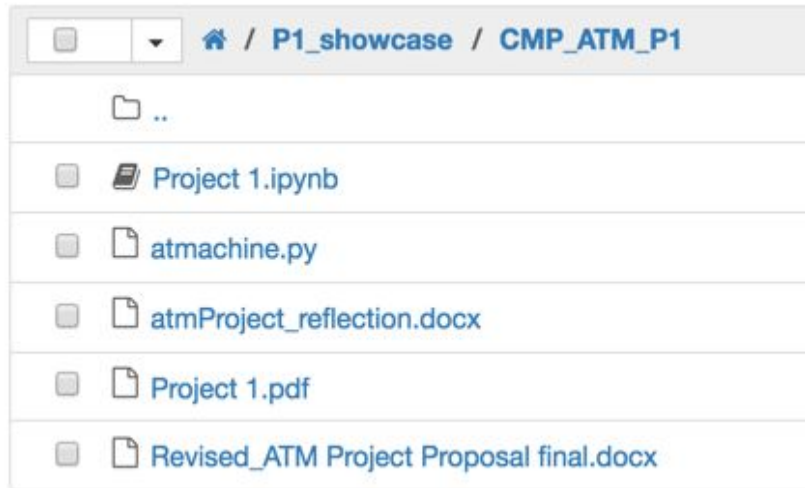 / P1_showcase / CMP_ATM_P1
..
Project 1.ipynb
atmachine.py
atmProject_reflection.docx
Project 1.pdf
Revised_ATM Project Proposal final.docx